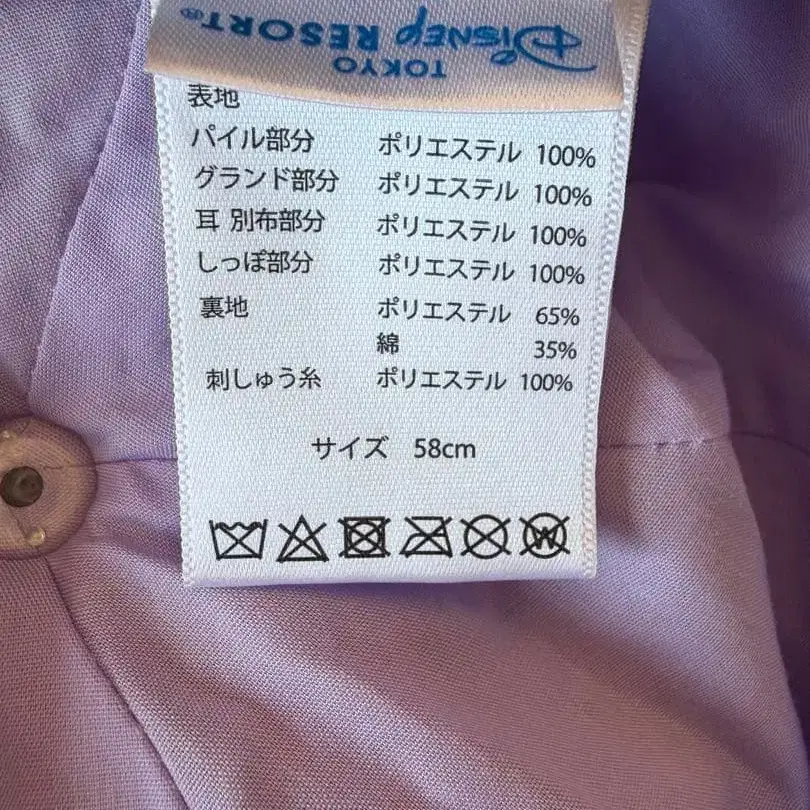 TOKYO
Disney RESORT®
表地
パイル部分 ポリエステル 100%
グランド部分 ポリエステル 100%
耳 別布部分 ポリエステル 100%
しっぽ部分 ポリエステル 100%
裏地 ポリエステル 65%
綿 35%
刺しゅう糸 ポリエステル 100%
サイズ 58cm
W